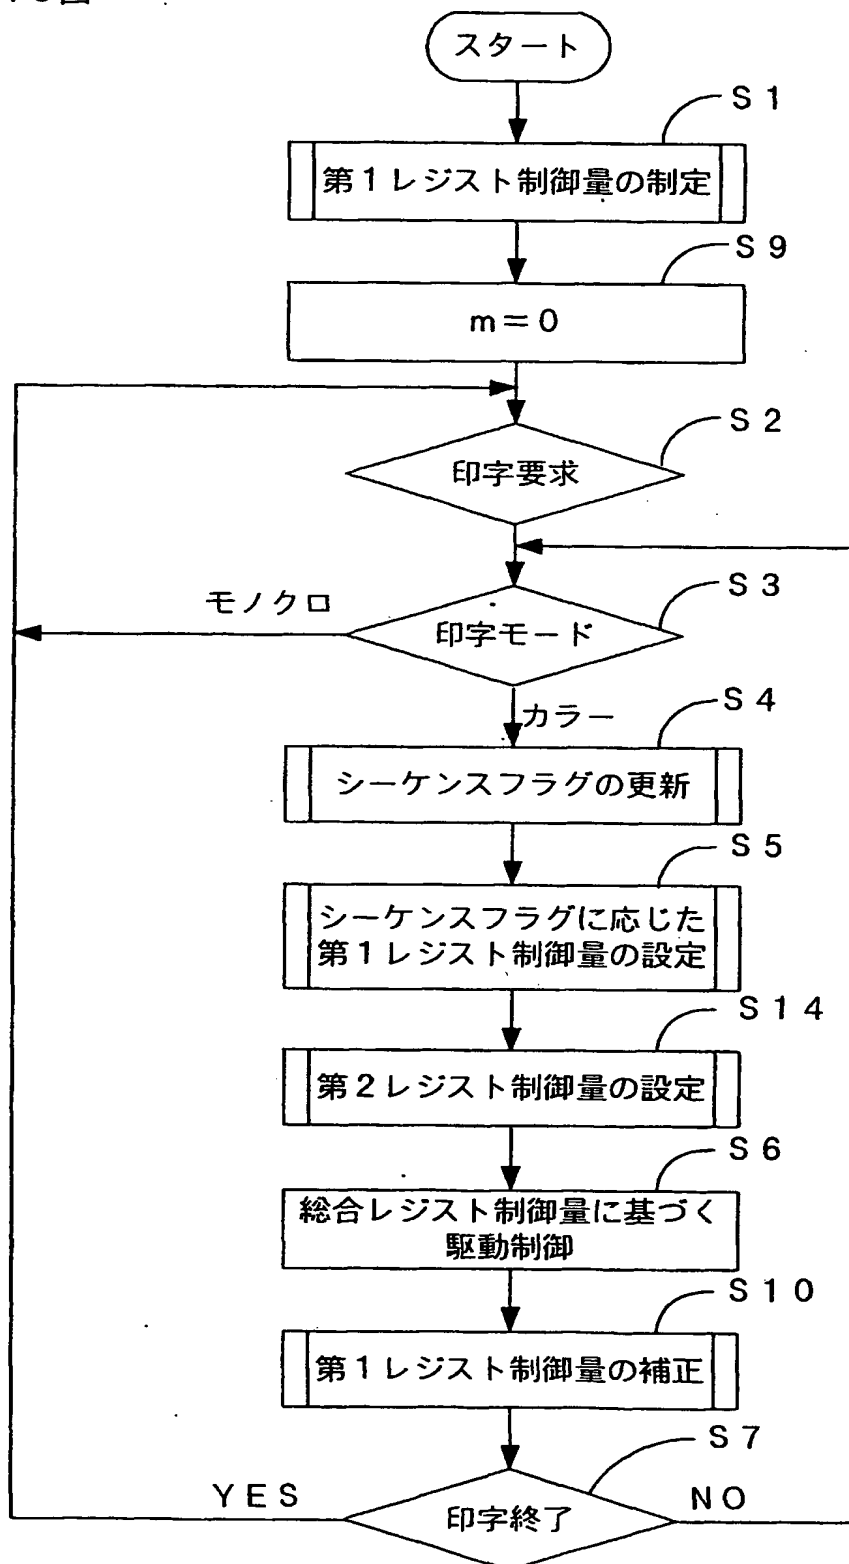 スタート
S1
第1レジスト制御量の制定
S9
m=0
S2
印字要求
S3
モノクロ
印字モード
カラー
S4
シーケンスフラグの更新
S5
シーケンスフラグに応じた
第1レジスト制御量の設定
S14
第2レジスト制御量の設定
S6
総合レジスト制御量に基づく
駆動制御
S10
第1レジスト制御量の補正
S7
YES
印字終了
NO